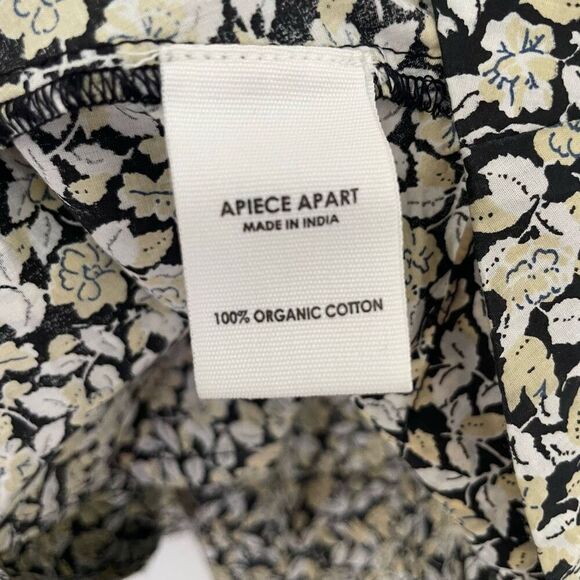 APIECE APART
MADE IN INDIA
100% ORGANIC COTTON